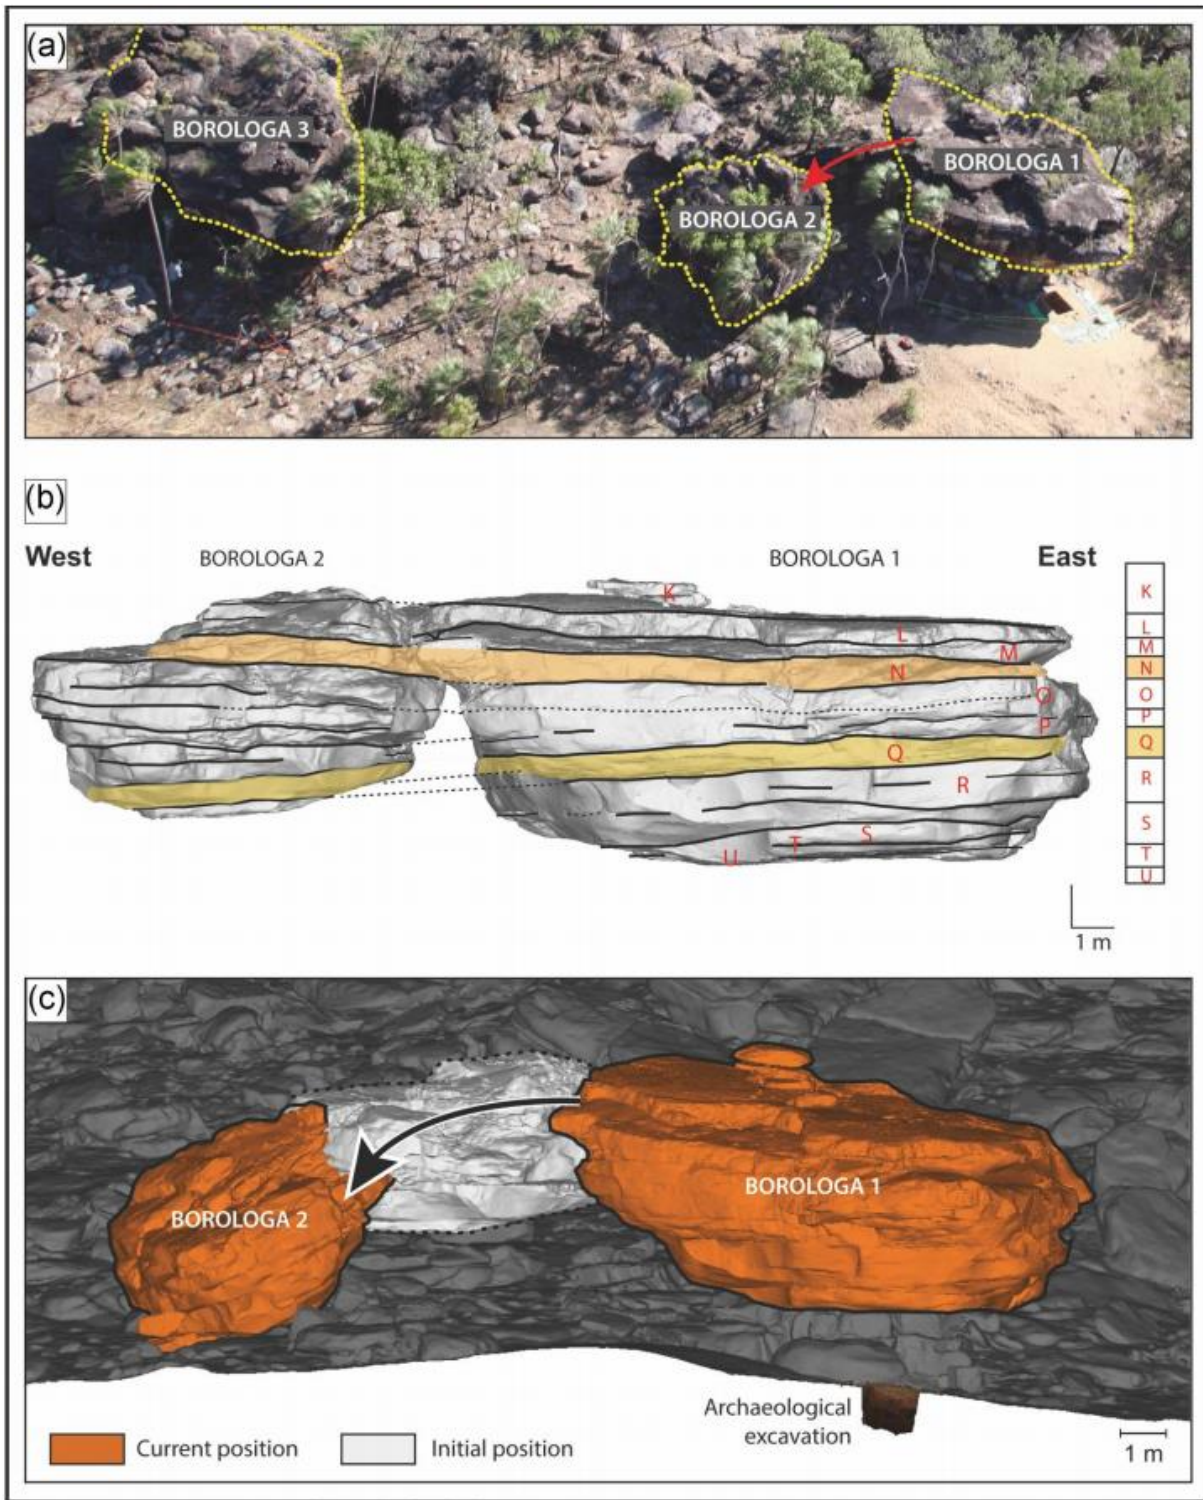 (a)
BOROLOGA 3
BOROLOGA 1
BOROLOGA 2
(b)
West
BOROLOGA 2
BOROLOGA 1
East
K
L
M
N
O
P
Q
R
S
T
U
K
L
M
N
O
P
Q
R
S
T
U
1 m
(c)
BOROLOGA 1
BOROLOGA 2
Archaeological
excavation
Current position
Initial position
1 m